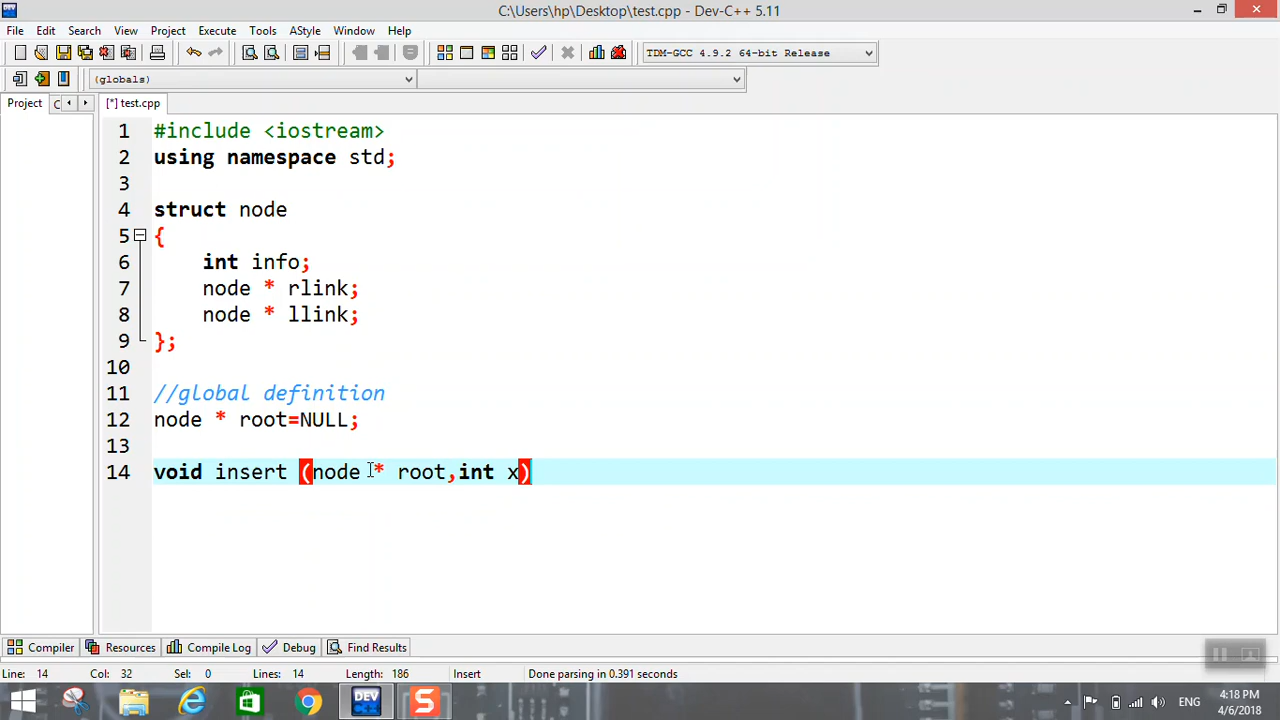 C:\Users\hp\Desktop\test.cpp - Dev-C++ 5.11
File Edit Search View Project Execute Tools AStyle Window Help
TDM-GCC 4.9.2 64-bit Release
(globals)
Project C [*] test.cpp
1 #include <iostream>
2 using namespace std;
3
4 struct node
5 {
6 int info;
7 node * rlink;
8 node * llink;
9 };
10
11 //global definition
12 node * root=NULL;
13
14 void insert (node * root,int x)
Compiler Resources Compile Log Debug Find Results
Line: 14 Col: 32 Sel: 0 Lines: 14 Length: 186 Insert Done parsing in 0.391 seconds
DEV S ENG 4:18 PM
4/6/2018